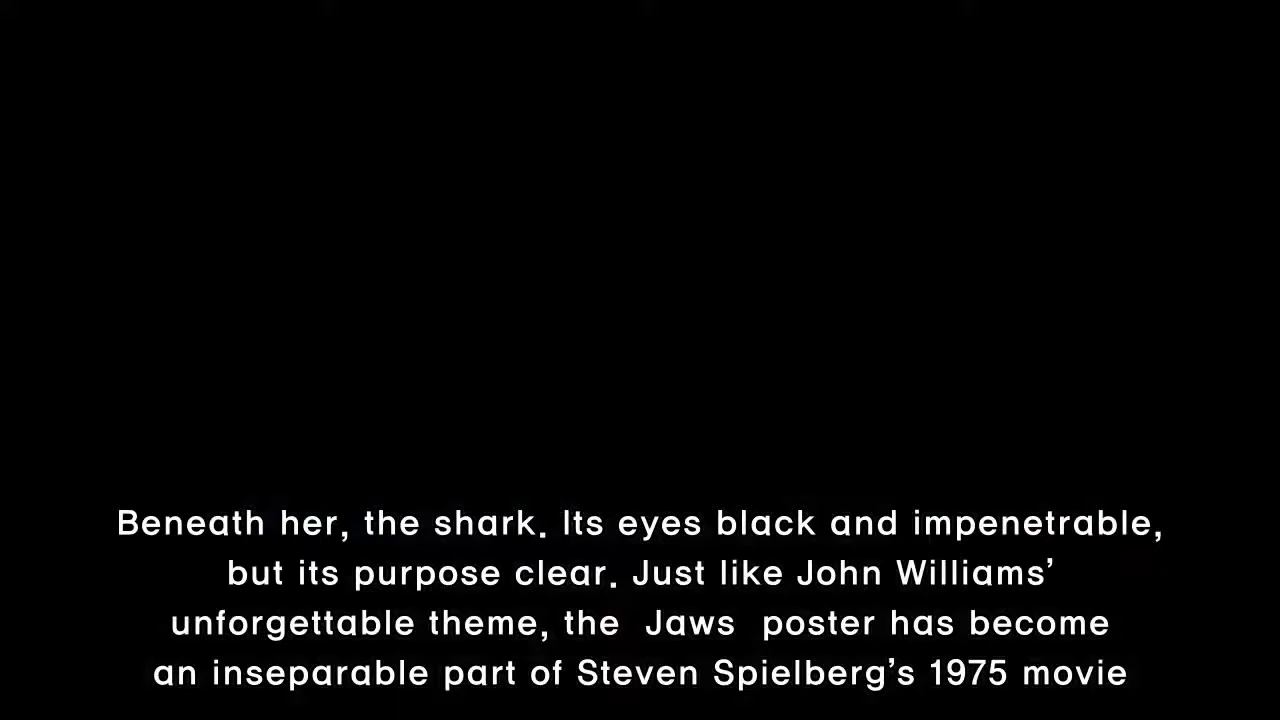 Beneath her, the shark. Its eyes black and impenetrable,
but its purpose clear. Just like John Williams’
unforgettable theme, the  Jaws  poster has become
an inseparable part of Steven Spielberg’s 1975 movie